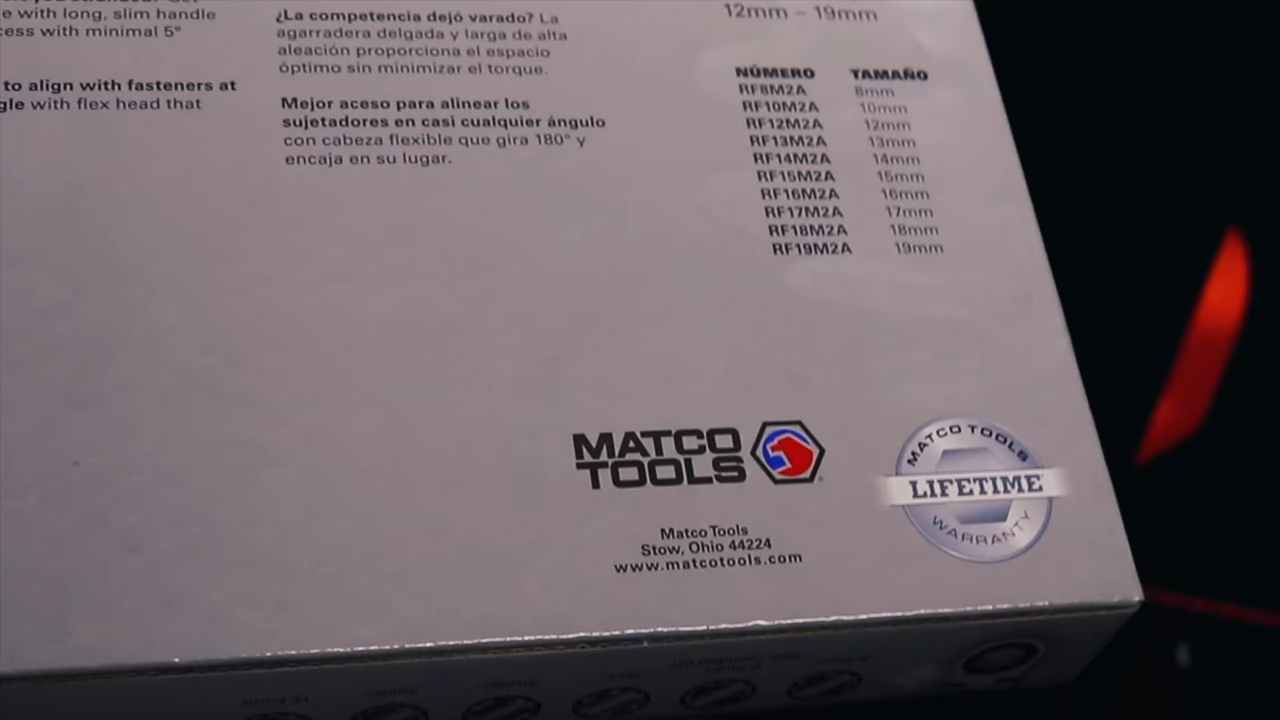 e with long, slim handle
cess with minimal 5°
to align with fasteners at
gle with flex head that
¿La competencia dejó varado? La
agarradera delgada y larga de alta
aleación proporciona el espacio
óptimo sin minimizar el torque.
Mejor aceso para alinear los
sujetadores en casi cualquier ángulo
con cabeza flexible que gira 180° y
encaja en su lugar.
12mm – 19mm
NÚMERO TAMAÑO
RF8M2A 8mm
RF10M2A 10mm
RF12M2A 12mm
RF13M2A 13mm
RF14M2A 14mm
RF15M2A 15mm
RF16M2A 16mm
RF17M2A 17mm
RF18M2A 18mm
RF19M2A 19mm
MATCO
TOOLS
Matco Tools
Stow, Ohio 44224
www.matcotools.com
MATCO TOOLS
LIFETIME
WARRANTY